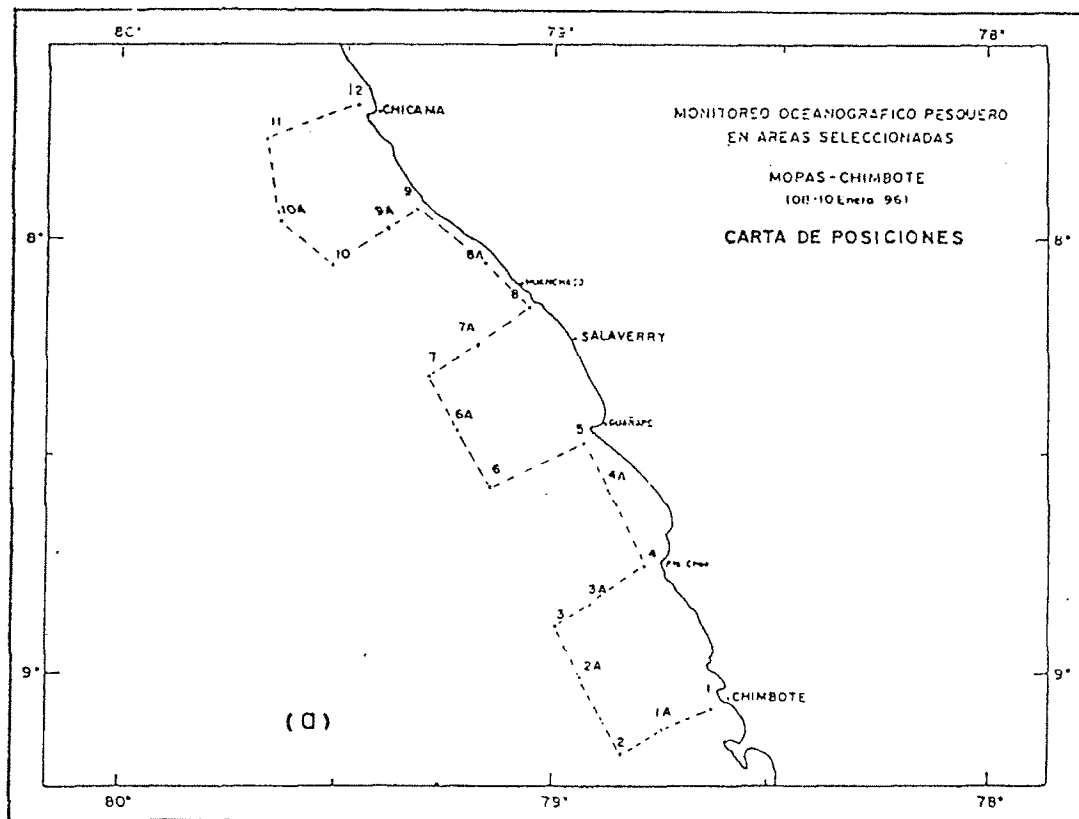 80°
79°
78°
MONITOREO OCEANOGRAFICO PESQUERO
EN AREAS SELECCIONADAS
MOPAS-CHIMBOTE
CARTA DE POSICIONES
12
CHICAMA
11
10A
9A
9
10
8°
8°
8A
HUANCHACO
8
7A
SALAVERRY
7
6A
5
GUAÑAPE
6
4A
4
3A
3
2A
9°
9°
1
CHIMBOTE
1A
2
(a)
80°
79°
78°